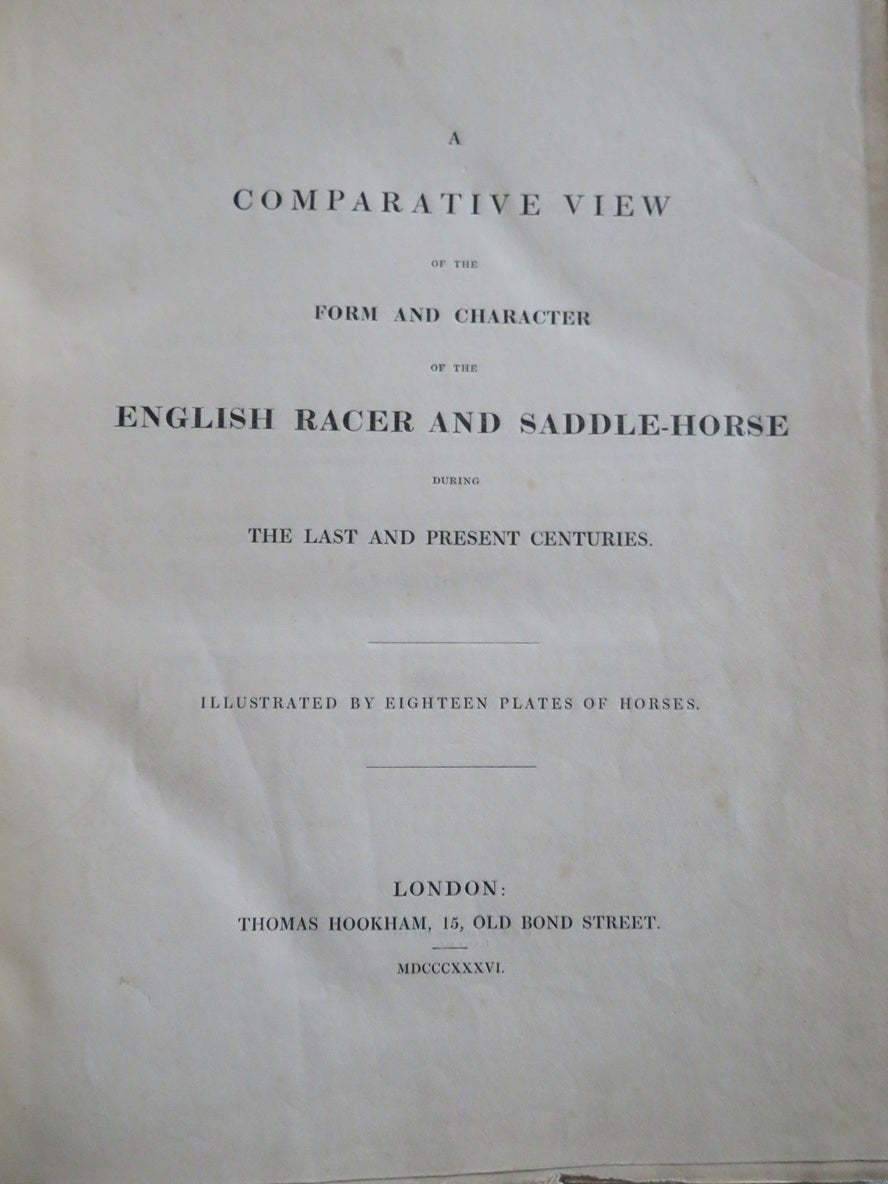 A
COMPARATIVE VIEW
OF THE
FORM AND CHARACTER
OF THE
ENGLISH RACER AND SADDLE-HORSE
DURING
THE LAST AND PRESENT CENTURIES.
ILLUSTRATED BY EIGHTEEN PLATES OF HORSES.
LONDON:
THOMAS HOOKHAM, 15, OLD BOND STREET.
MDCCCXXXVI.